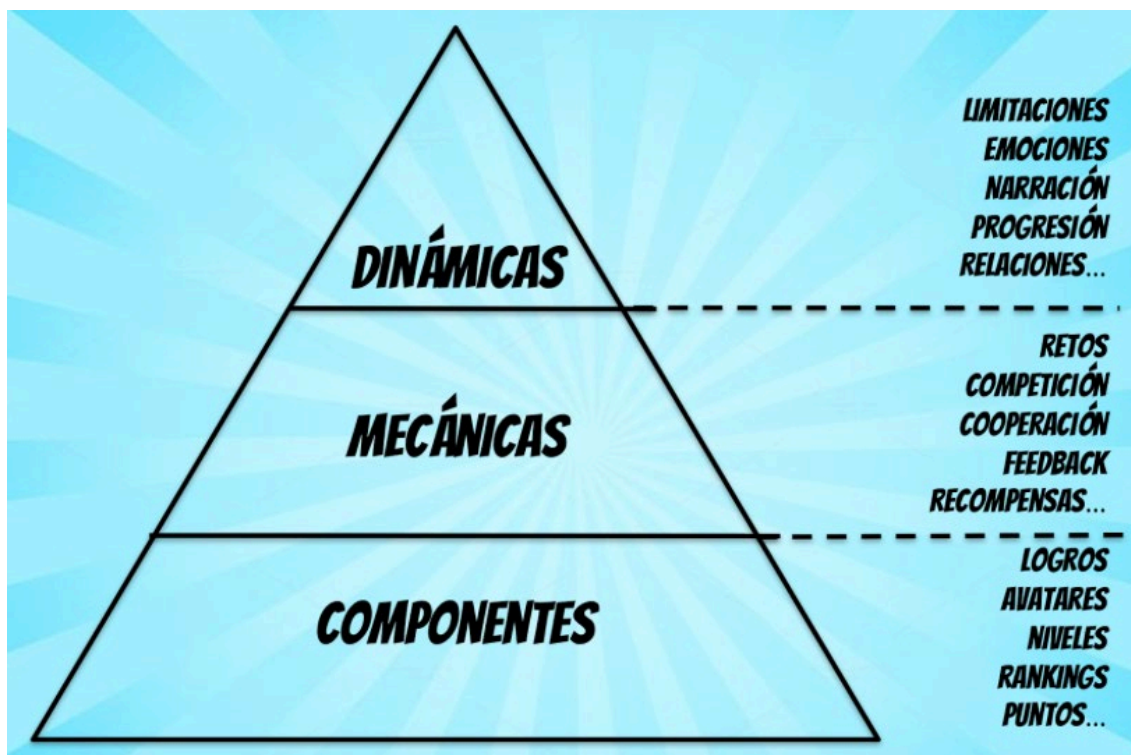 LIMITACIONES
EMOCIONES
NARRACIÓN
PROGRESIÓN
RELACIONES...
DINÁMICAS
RETOS
COMPETICIÓN
COOPERACIÓN
FEEDBACK
RECOMPENSAS...
MECÁNICAS
LOGROS
AVATARES
NIVELES
RANKINGS
PUNTOS...
COMPONENTES